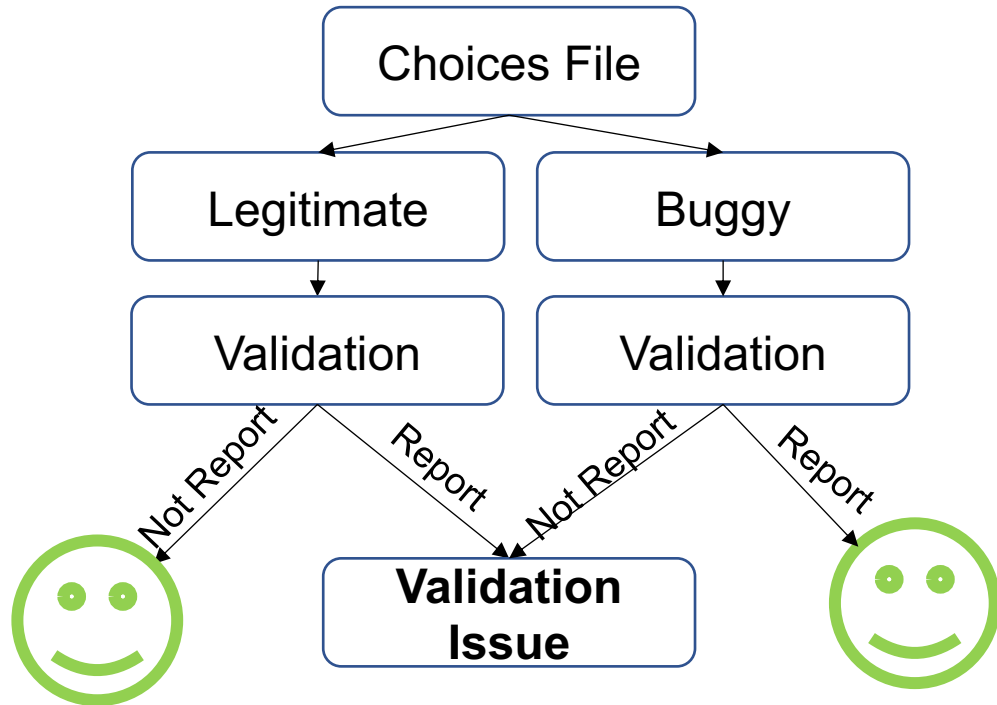 Choices File
Legitimate
Buggy
Validation
Validation
Not Report
Report
Not Report
Report
Validation
Issue